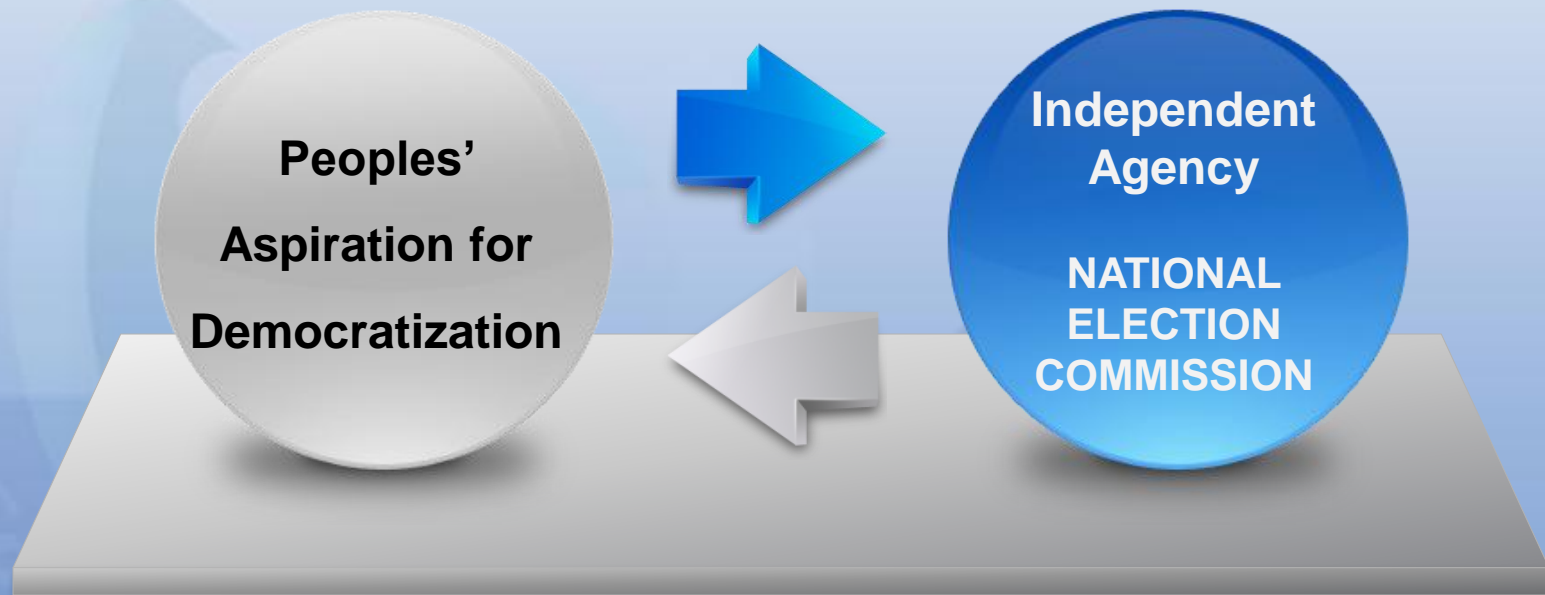 Peoples’
Aspiration for
Democratization
Independent
Agency
NATIONAL
ELECTION
COMMISSION